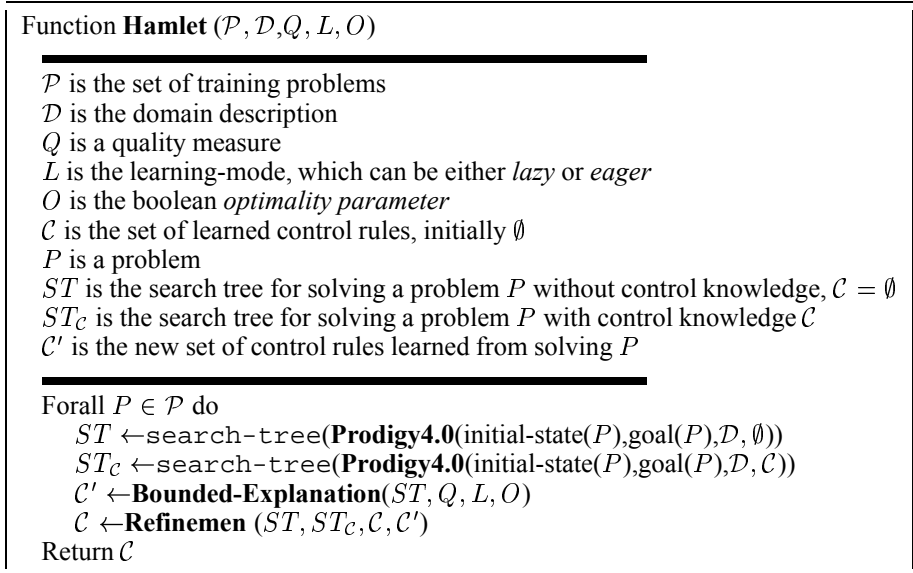 Function Hamlet (𝒫, 𝒟,Q, L, O)
𝒫 is the set of training problems
𝒟 is the domain description
Q is a quality measure
L is the learning-mode, which can be either lazy or eager
O is the boolean optimality parameter
𝒞 is the set of learned control rules, initially ∅
P is a problem
ST is the search tree for solving a problem P without control knowledge, 𝒞 = ∅
ST_𝒞 is the search tree for solving a problem P with control knowledge 𝒞
𝒞′ is the new set of control rules learned from solving P
Forall P ∈ 𝒫 do
ST ←search-tree(Prodigy4.0(initial-state(P),goal(P),𝒟, ∅))
ST_𝒞 ←search-tree(Prodigy4.0(initial-state(P),goal(P),𝒟, 𝒞))
𝒞′ ←Bounded-Explanation(ST, Q, L, O)
𝒞 ←Refinemen (ST, ST_𝒞, 𝒞, 𝒞′)
Return 𝒞